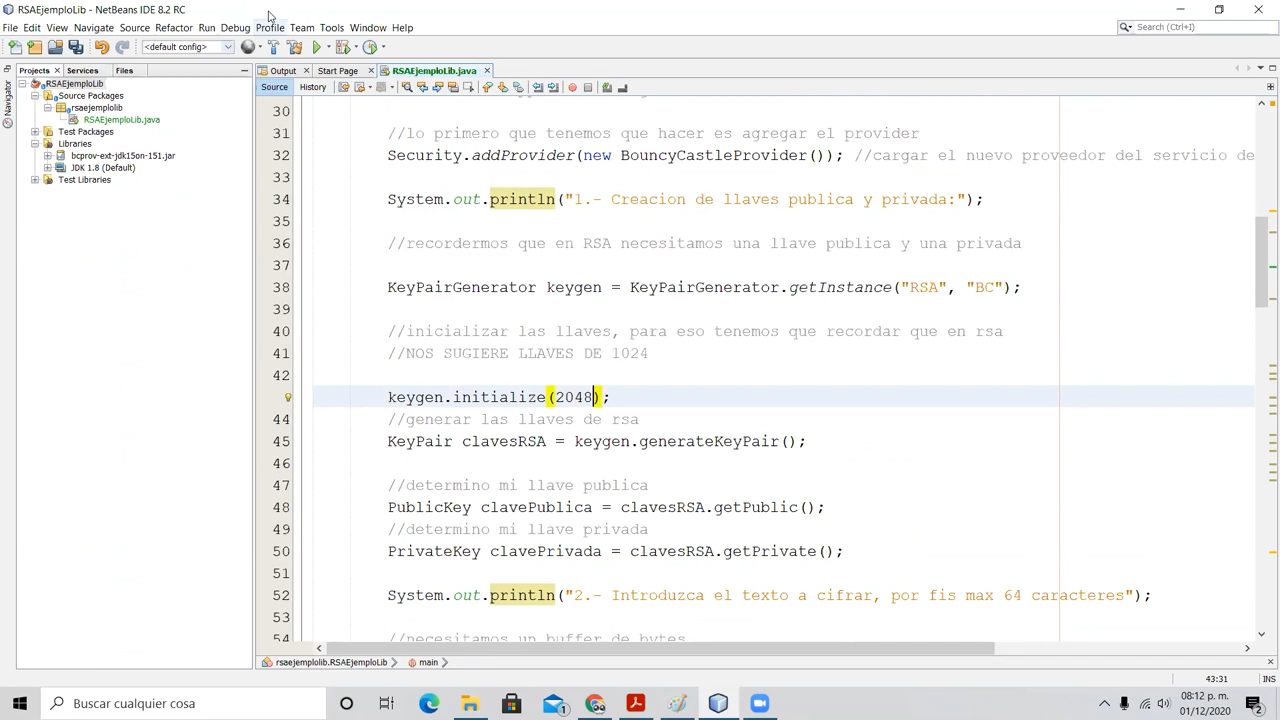 RSAEjemploLib - NetBeans IDE 8.2 RC
File Edit View Navigate Source Refactor Run Debug Profile Team Tools Window Help
Search (Ctrl+I)
<default config>
Projects Services Files
Output Start Page RSAEjemploLib.java
Navigator
RSAEjemploLib
Source Packages
rsaejemplolib
RSAEjemploLib.java
Test Packages
Libraries
bcprov-ext-jdk15on-151.jar
JDK 1.8 (Default)
Test Libraries
Source History
30
31 //lo primero que tenemos que hacer es agregar el provider
32 Security.addProvider(new BouncyCastleProvider()); //cargar el nuevo proveedor del servicio de
33
34 System.out.println("1.- Creacion de llaves publica y privada:");
35
36 //recordermos que en RSA necesitamos una llave publica y una privada
37
38 KeyPairGenerator keygen = KeyPairGenerator.getInstance("RSA", "BC");
39
40 //inicializar las llaves, para eso tenemos que recordar que en rsa
41 //NOS SUGIERE LLAVES DE 1024
42
keygen.initialize(2048);
44 //generar las llaves de rsa
45 KeyPair clavesRSA = keygen.generateKeyPair();
46
47 //determino mi llave publica
48 PublicKey clavePublica = clavesRSA.getPublic();
49 //determino mi llave privada
50 PrivateKey clavePrivada = clavesRSA.getPrivate();
51
52 System.out.println("2.- Introduzca el texto a cifrar, por fis max 64 caracteres");
53
54 //necesitamos un buffer de bytes
rsaejemplolib.RSAEjemploLib main
43:31 INS
Buscar cualquier cosa
1
08:12 p. m.
01/12/2020
2